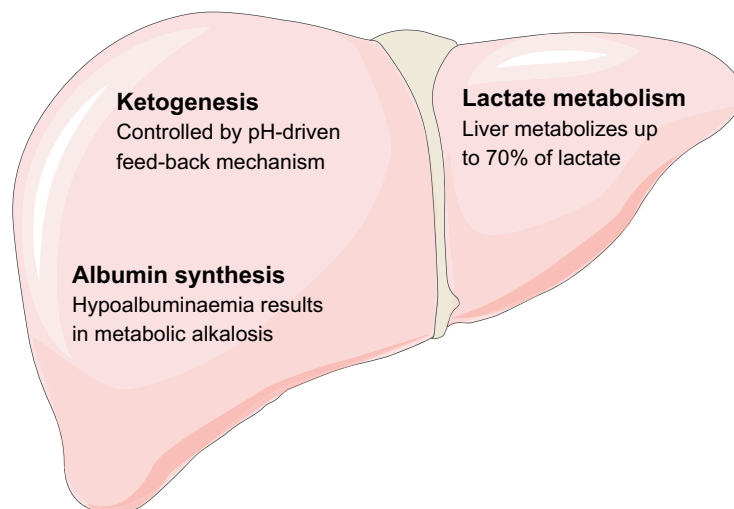 Ketogenesis
Controlled by pH-driven
feed-back mechanism
Lactate metabolism
Liver metabolizes up
to 70% of lactate
Albumin synthesis
Hypoalbuminaemia results
in metabolic alkalosis